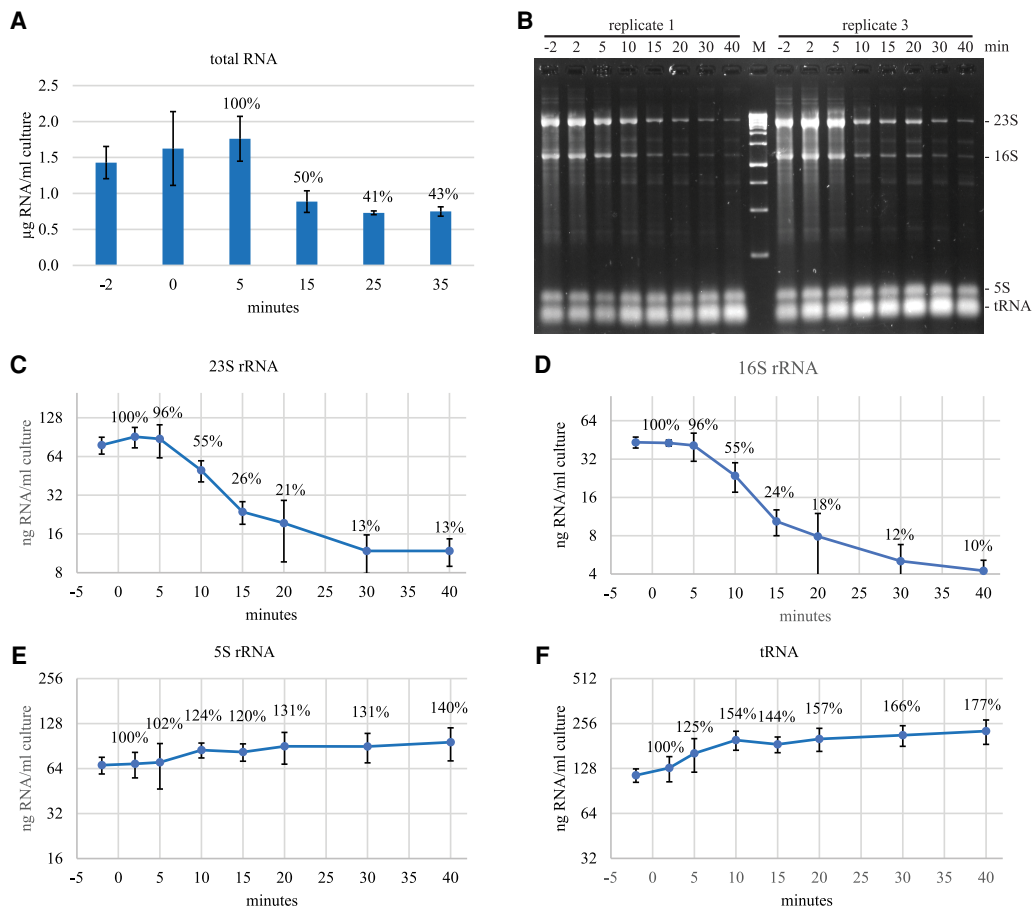 A
total RNA
µg RNA/ml culture
2.5
2.0
1.5
1.0
0.5
0.0
100%
50%
41%
43%
-2
0
5
15
25
35
minutes
B
replicate 1
replicate 3
-2 2 5 10 15 20 30 40 M -2 2 5 10 15 20 30 40 min
- 23S
- 16S
5S
- tRNA
C
23S rRNA
ng RNA/ml culture
128
64
32
16
8
100%
96%
55%
26%
21%
13%
13%
-5 0 5 10 15 20 25 30 35 40
minutes
D
16S rRNA
ng RNA/ml culture
64
32
16
8
4
100%
96%
55%
24%
18%
12%
10%
-5 0 5 10 15 20 25 30 35 40
minutes
E
5S rRNA
ng RNA/ml culture
256
128
64
32
16
100%
102%
124%
120%
131%
131%
140%
-5 0 5 10 15 20 25 30 35 40
minutes
F
tRNA
ng RNA/ml culture
512
256
128
64
32
100%
125%
154%
144%
157%
166%
177%
-5 0 5 10 15 20 25 30 35 40
minutes